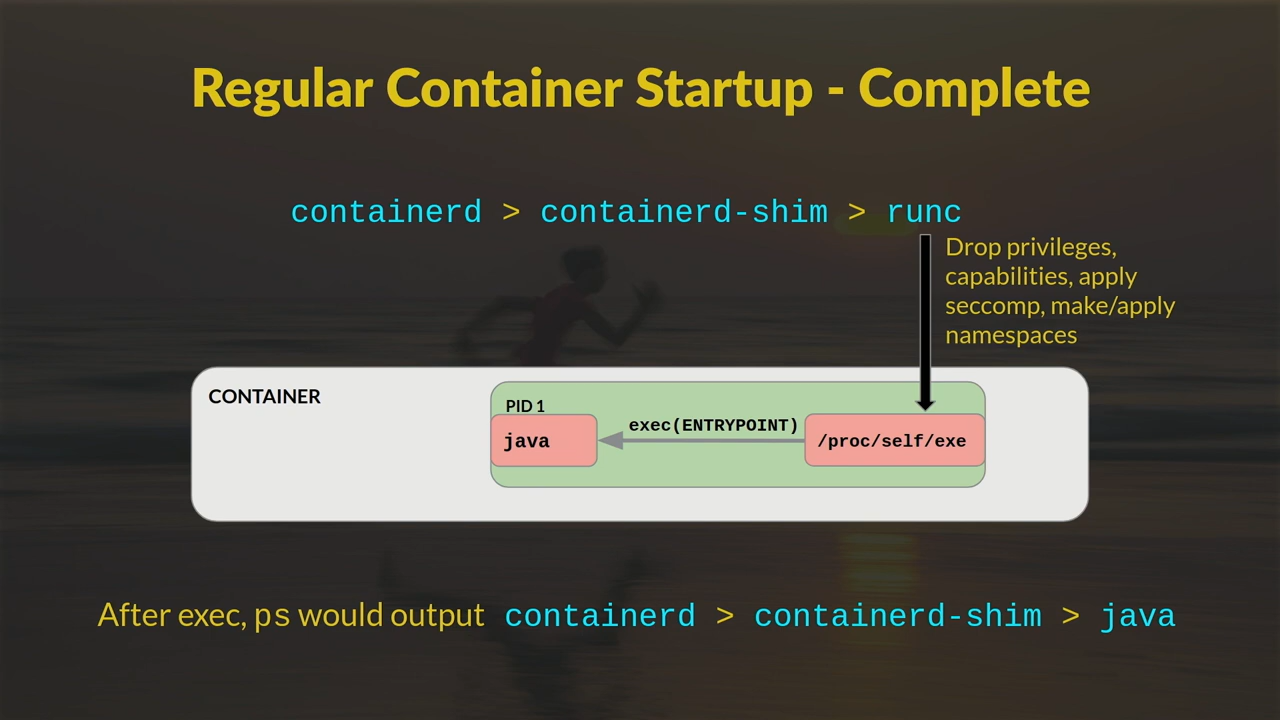 Regular Container Startup - Complete
containerd > containerd-shim > runc
Drop privileges,
capabilities, apply
seccomp, make/apply
namespaces
CONTAINER
PID 1
java
exec(ENTRYPOINT)
/proc/self/exe
After exec, ps would output containerd > containerd-shim > java